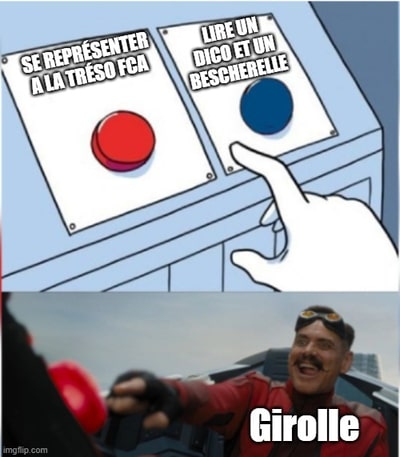 SE REPRÉSENTER
A LA TRÉSO FCA
LIRE UN
DICO ET UN
BESCHERELLE
Girolle
imgflip.com